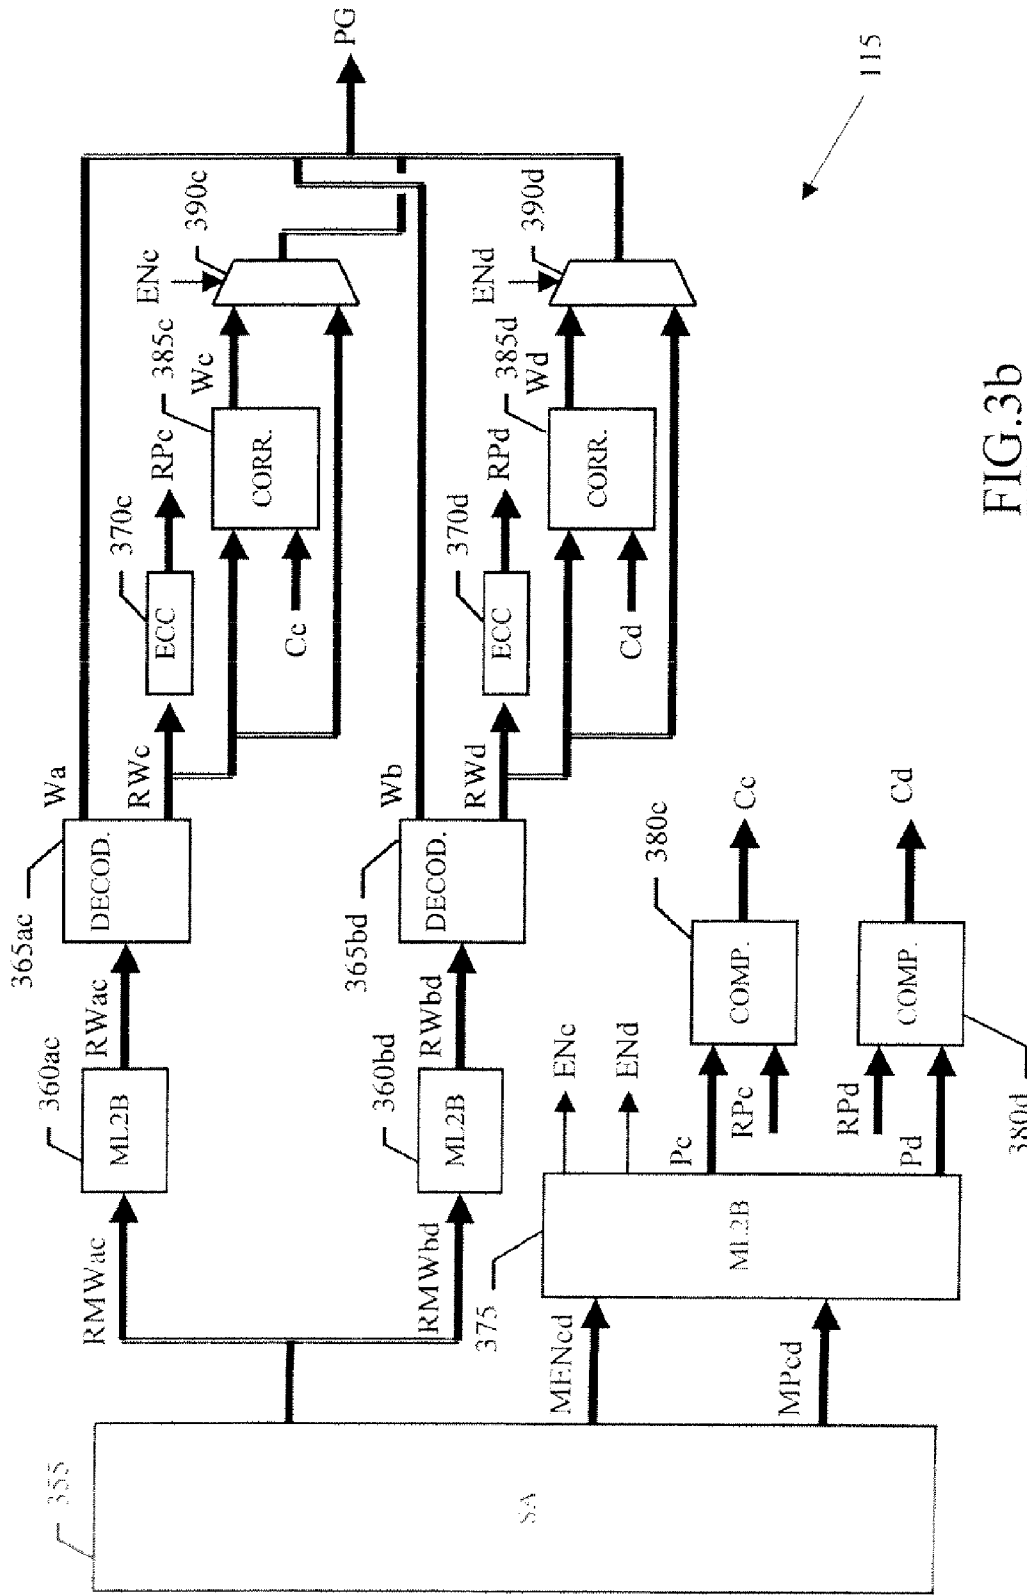 355
SA
RMWac
RMWbd
MENcd
MPcd
360ac
ML2B
360bd
ML2B
375
ML2B
RWac
RWbd
ENc
ENd
Pc
RPc
RPd
Pd
365ac
DECOD.
365bd
DECOD.
380c
COMP.
COMP.
380d
Cc
Cd
Wa
RWc
Wb
RWd
370c
ECC
RPc
Cc
370d
ECC
RPd
Cd
385c
Wc
CORR.
385d
Wd
CORR.
ENc
390c
ENd
390d
PG
115
FIG.3b